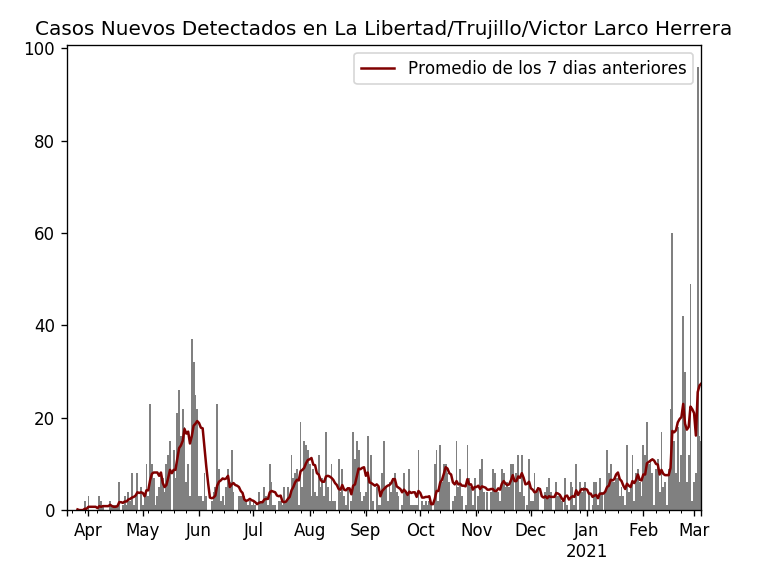 Casos Nuevos Detectados en La Libertad/Trujillo/Victor Larco Herrera
Promedio de los 7 dias anteriores
100
80
60
40
20
0
Apr May Jun Jul Aug Sep Oct Nov Dec Jan Feb Mar
2021